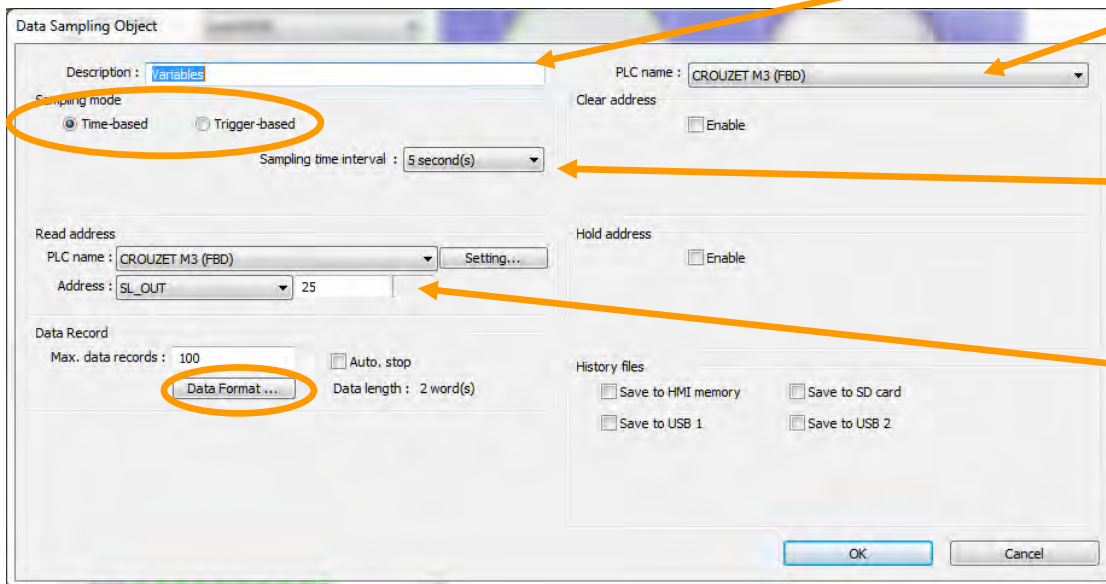 Data Sampling Object
Description : Variables
PLC name : CROUZET M3 (FBD)
Sampling mode
Time-based Trigger-based
Sampling time interval : 5 second(s)
Clear address
Enable
Read address
PLC name : CROUZET M3 (FBD) Setting...
Address : SL_OUT 25
Hold address
Enable
Data Record
Max. data records : 100 Auto. stop
Data Format ... Data length : 2 word(s)
History files
Save to HMI memory Save to SD card
Save to USB 1 Save to USB 2
OK Cancel